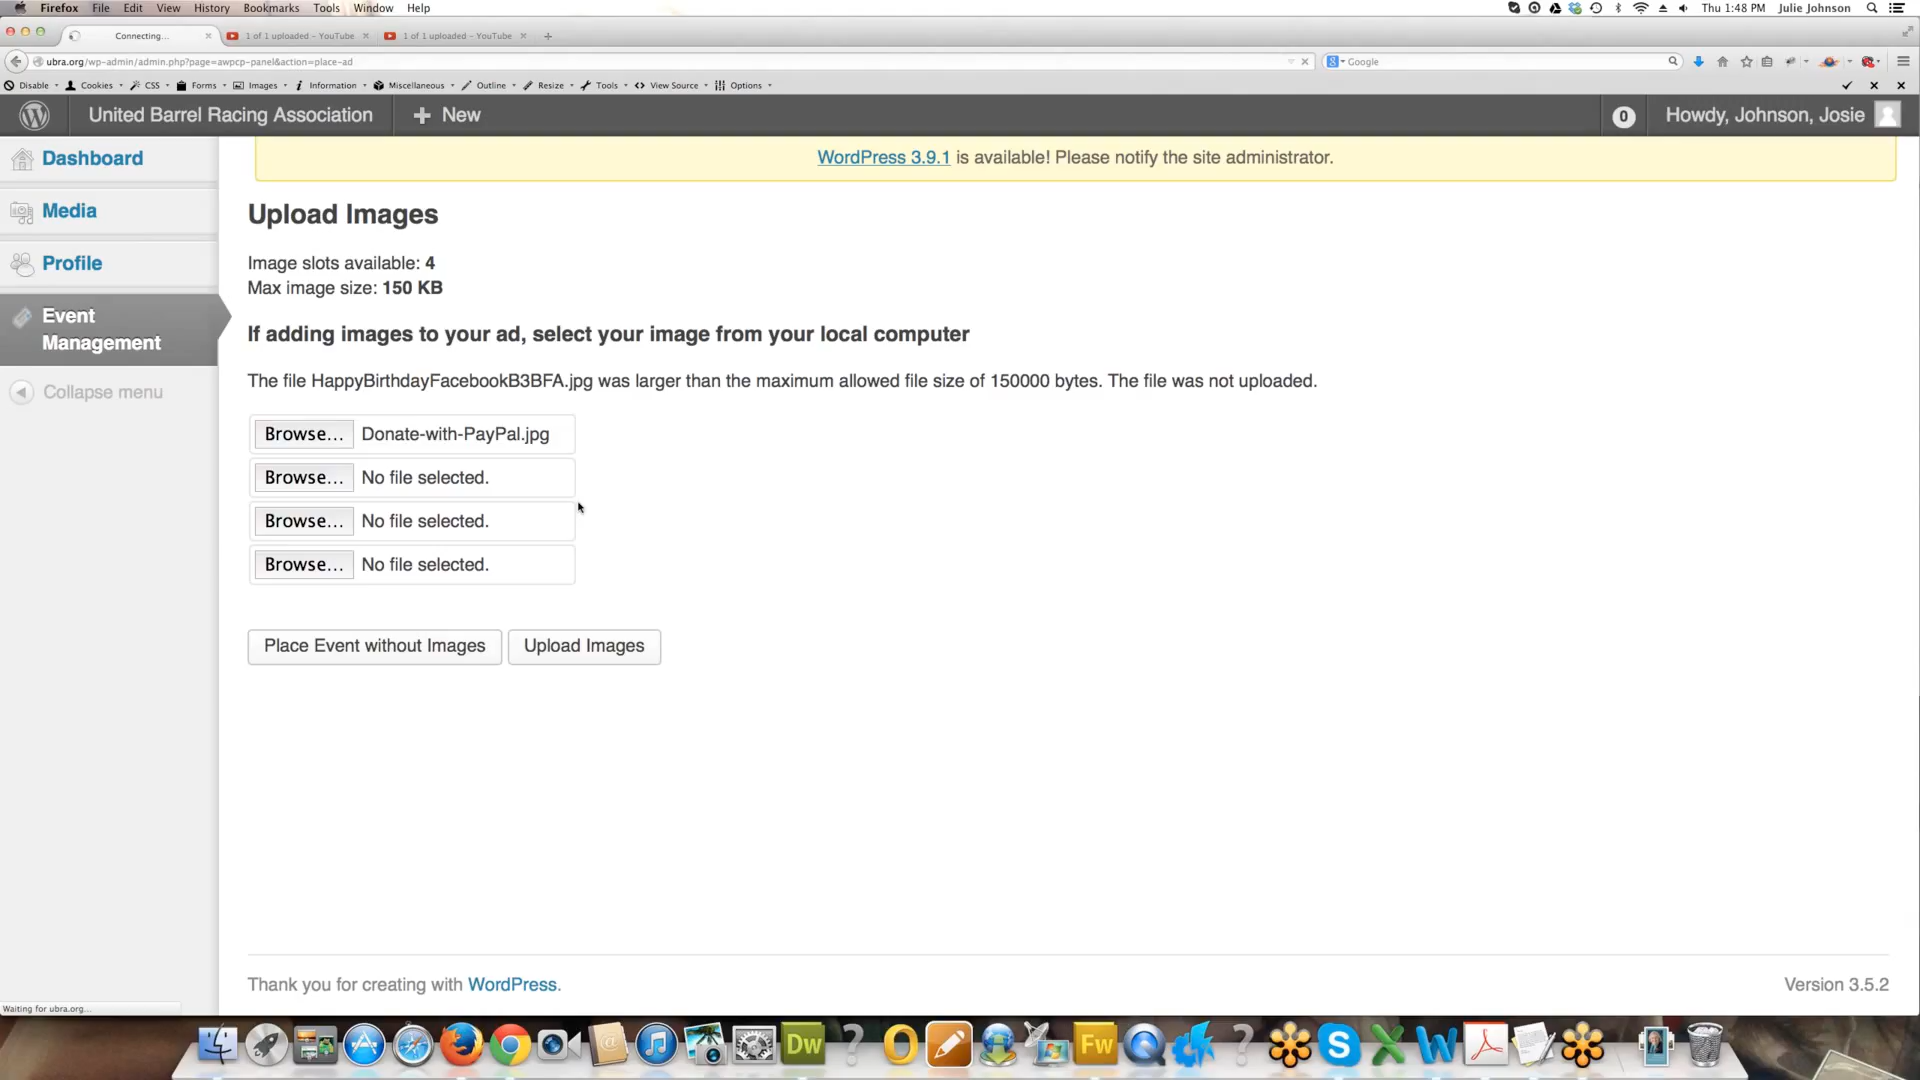 Firefox File Edit View History Bookmarks Tools Window Help Thu 1:48 PM Julie Johnson
Connecting... 1 of 1 uploaded - YouTube 1 of 1 uploaded - YouTube
ubra.org/wp-admin/admin.php?page=awpcp-panel&action=place-ad Google
Disable Cookies CSS Forms Images Information Miscellaneous Outline Resize Tools View Source Options
United Barrel Racing Association + New 0 Howdy, Johnson, Josie
Dashboard
Media
Profile
Event
Management
Collapse menu
WordPress 3.9.1 is available! Please notify the site administrator.
Upload Images
Image slots available: 4
Max image size: 150 KB
If adding images to your ad, select your image from your local computer
The file HappyBirthdayFacebookB3BFA.jpg was larger than the maximum allowed file size of 150000 bytes. The file was not uploaded.
Browse... Donate-with-PayPal.jpg
Browse... No file selected.
Browse... No file selected.
Browse... No file selected.
Place Event without Images Upload Images
Thank you for creating with WordPress. Version 3.5.2
Waiting for ubra.org...
Dw ? O Fw ? S X W